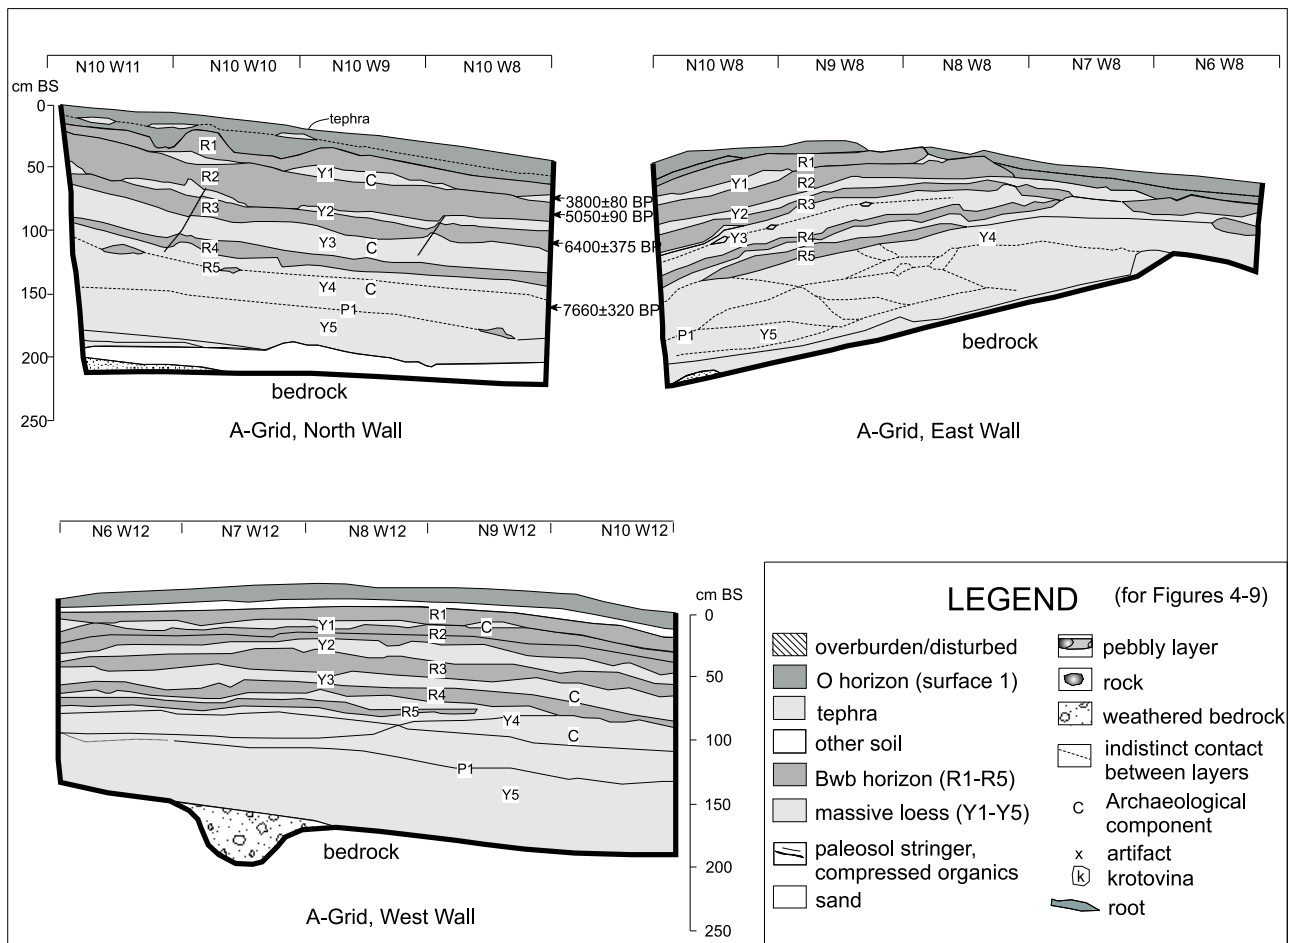 N10 W11
N10 W10
N10 W9
N10 W8
cm BS
0
50
100
150
200
250
tephra
R1
R2
R3
R4
R5
Y1
Y2
Y3
Y4
P1
Y5
C
C
C
3800±80 BP
5050±90 BP
6400±375 BP
7660±320 BP
bedrock
A-Grid, North Wall
N10 W8
N9 W8
N8 W8
N7 W8
N6 W8
R1
Y1
R2
R3
Y2
Y3
R4
Y4
R5
P1
Y5
bedrock
A-Grid, East Wall
N6 W12
N7 W12
N8 W12
N9 W12
N10 W12
cm BS
0
50
100
150
200
250
R1
Y1
C
R2
Y2
R3
Y3
R4
C
R5
Y4
C
P1
Y5
bedrock
A-Grid, West Wall
LEGEND
(for Figures 4-9)
overburden/disturbed
O horizon (surface 1)
tephra
other soil
Bwb horizon (R1-R5)
massive loess (Y1-Y5)
paleosol stringer,
compressed organics
sand
pebbly layer
rock
weathered bedrock
indistinct contact
between layers
C
Archaeological
component
x
artifact
k
krotovina
root